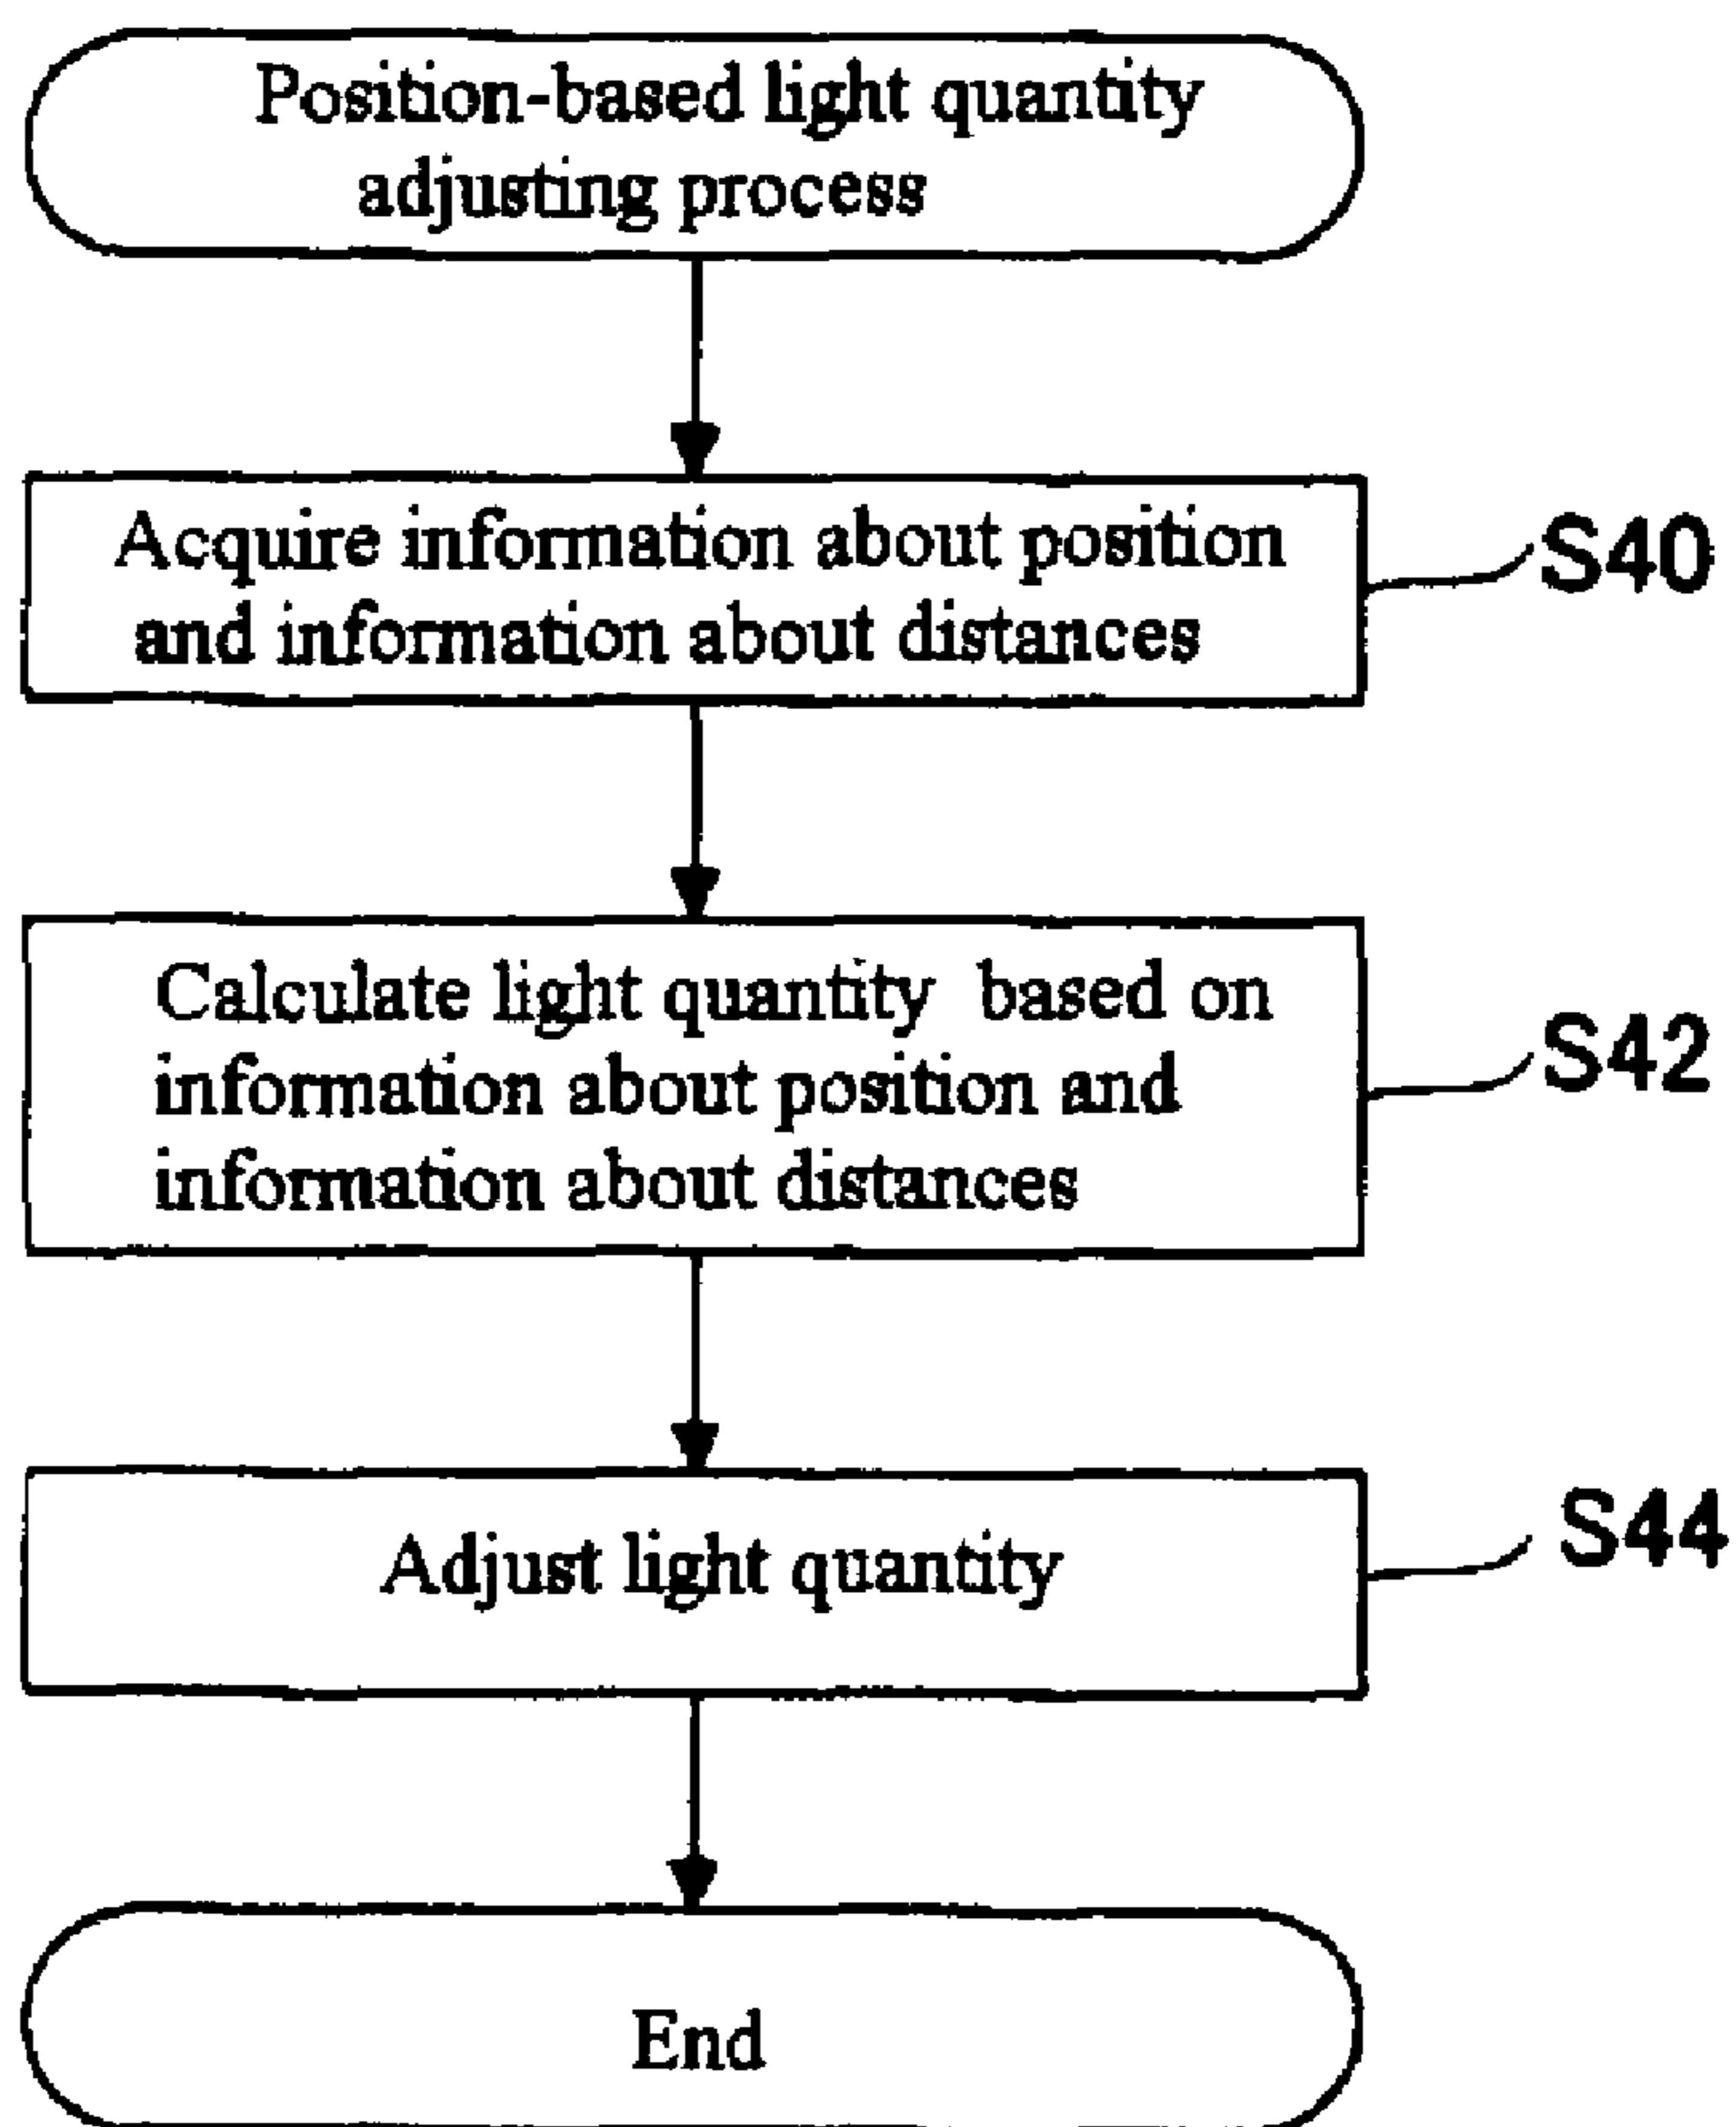 Position-based light quantity
adjusting process
Acquire information about position
and information about distances
S40
Calculate light quantity based on
information about position and
information about distances
S42
Adjust light quantity
S44
End